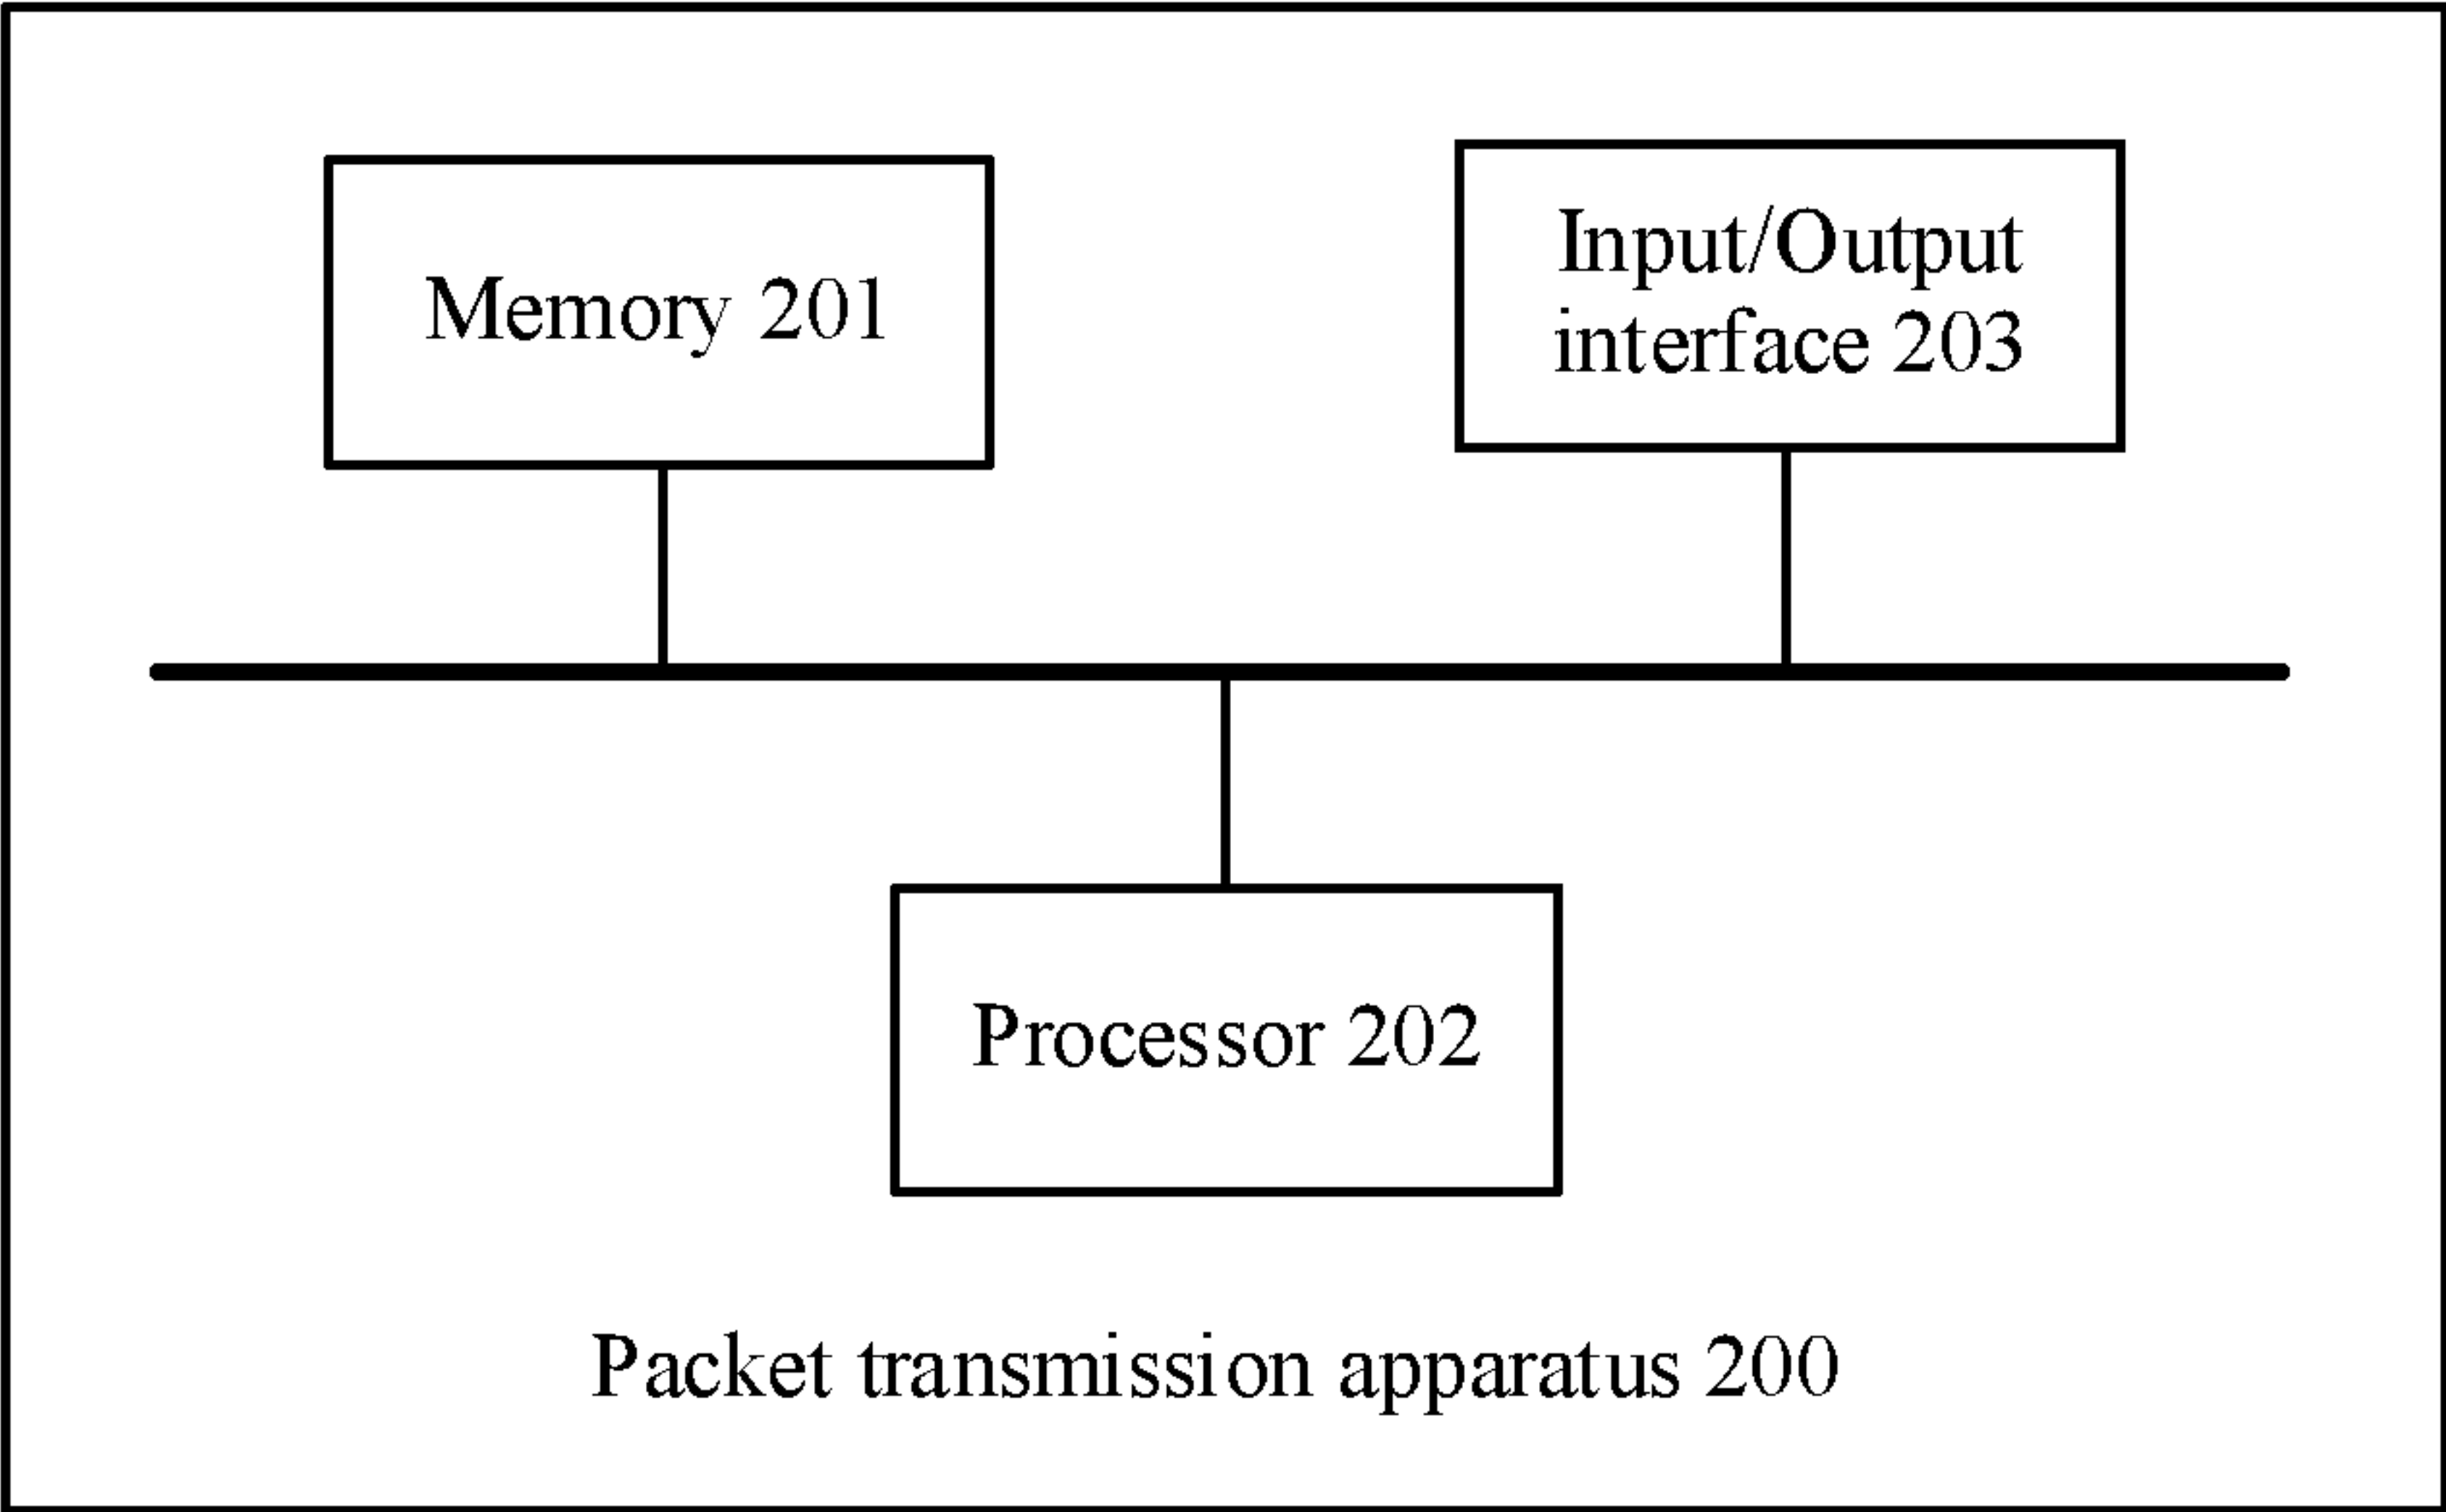 Memory 201
Input/Output
interface 203
Processor 202
Packet transmission apparatus 200